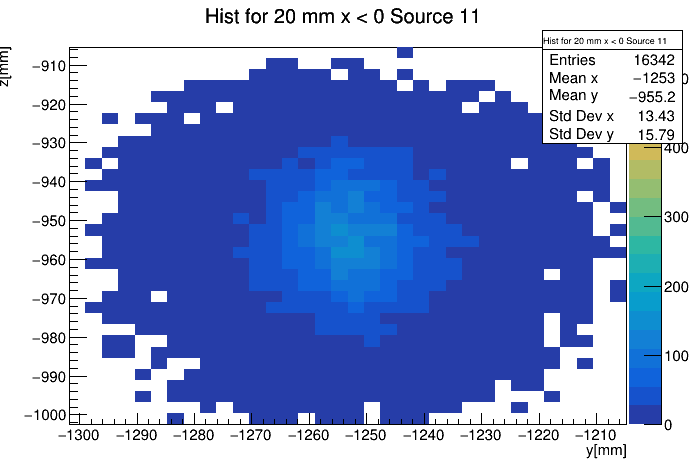 Hist for 20 mm x < 0 Source 11
z[mm]
Hist for 20 mm x < 0 Source 11
Entries 16342
Mean x −1253
Mean y −955.2
Std Dev x 13.43
Std Dev y 15.79
−910
−920
−930
−940
−950
−960
−970
−980
−990
−1000
−1300 −1290 −1280 −1270 −1260 −1250 −1240 −1230 −1220 −1210
y[mm]
400
300
200
100
0